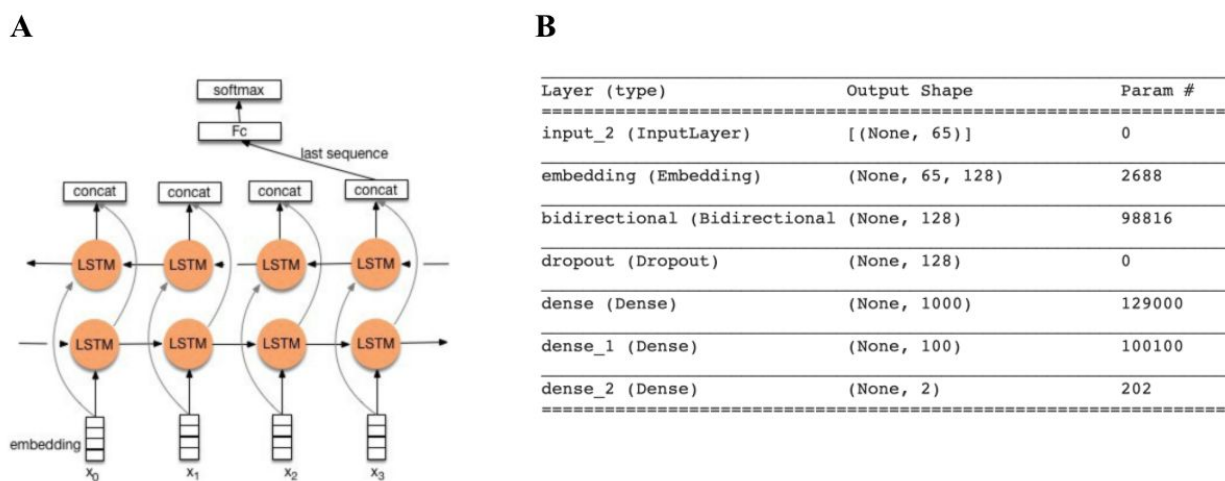 A
softmax
Fc
last sequence
concat concat concat concat
LSTM LSTM LSTM LSTM
LSTM LSTM LSTM LSTM
embedding
x0 x1 x2 x3
B
Layer (type) Output Shape Param #
input_2 (InputLayer) [(None, 65)] 0
embedding (Embedding) (None, 65, 128) 2688
bidirectional (Bidirectional (None, 128) 98816
dropout (Dropout) (None, 128) 0
dense (Dense) (None, 1000) 129000
dense_1 (Dense) (None, 100) 100100
dense_2 (Dense) (None, 2) 202